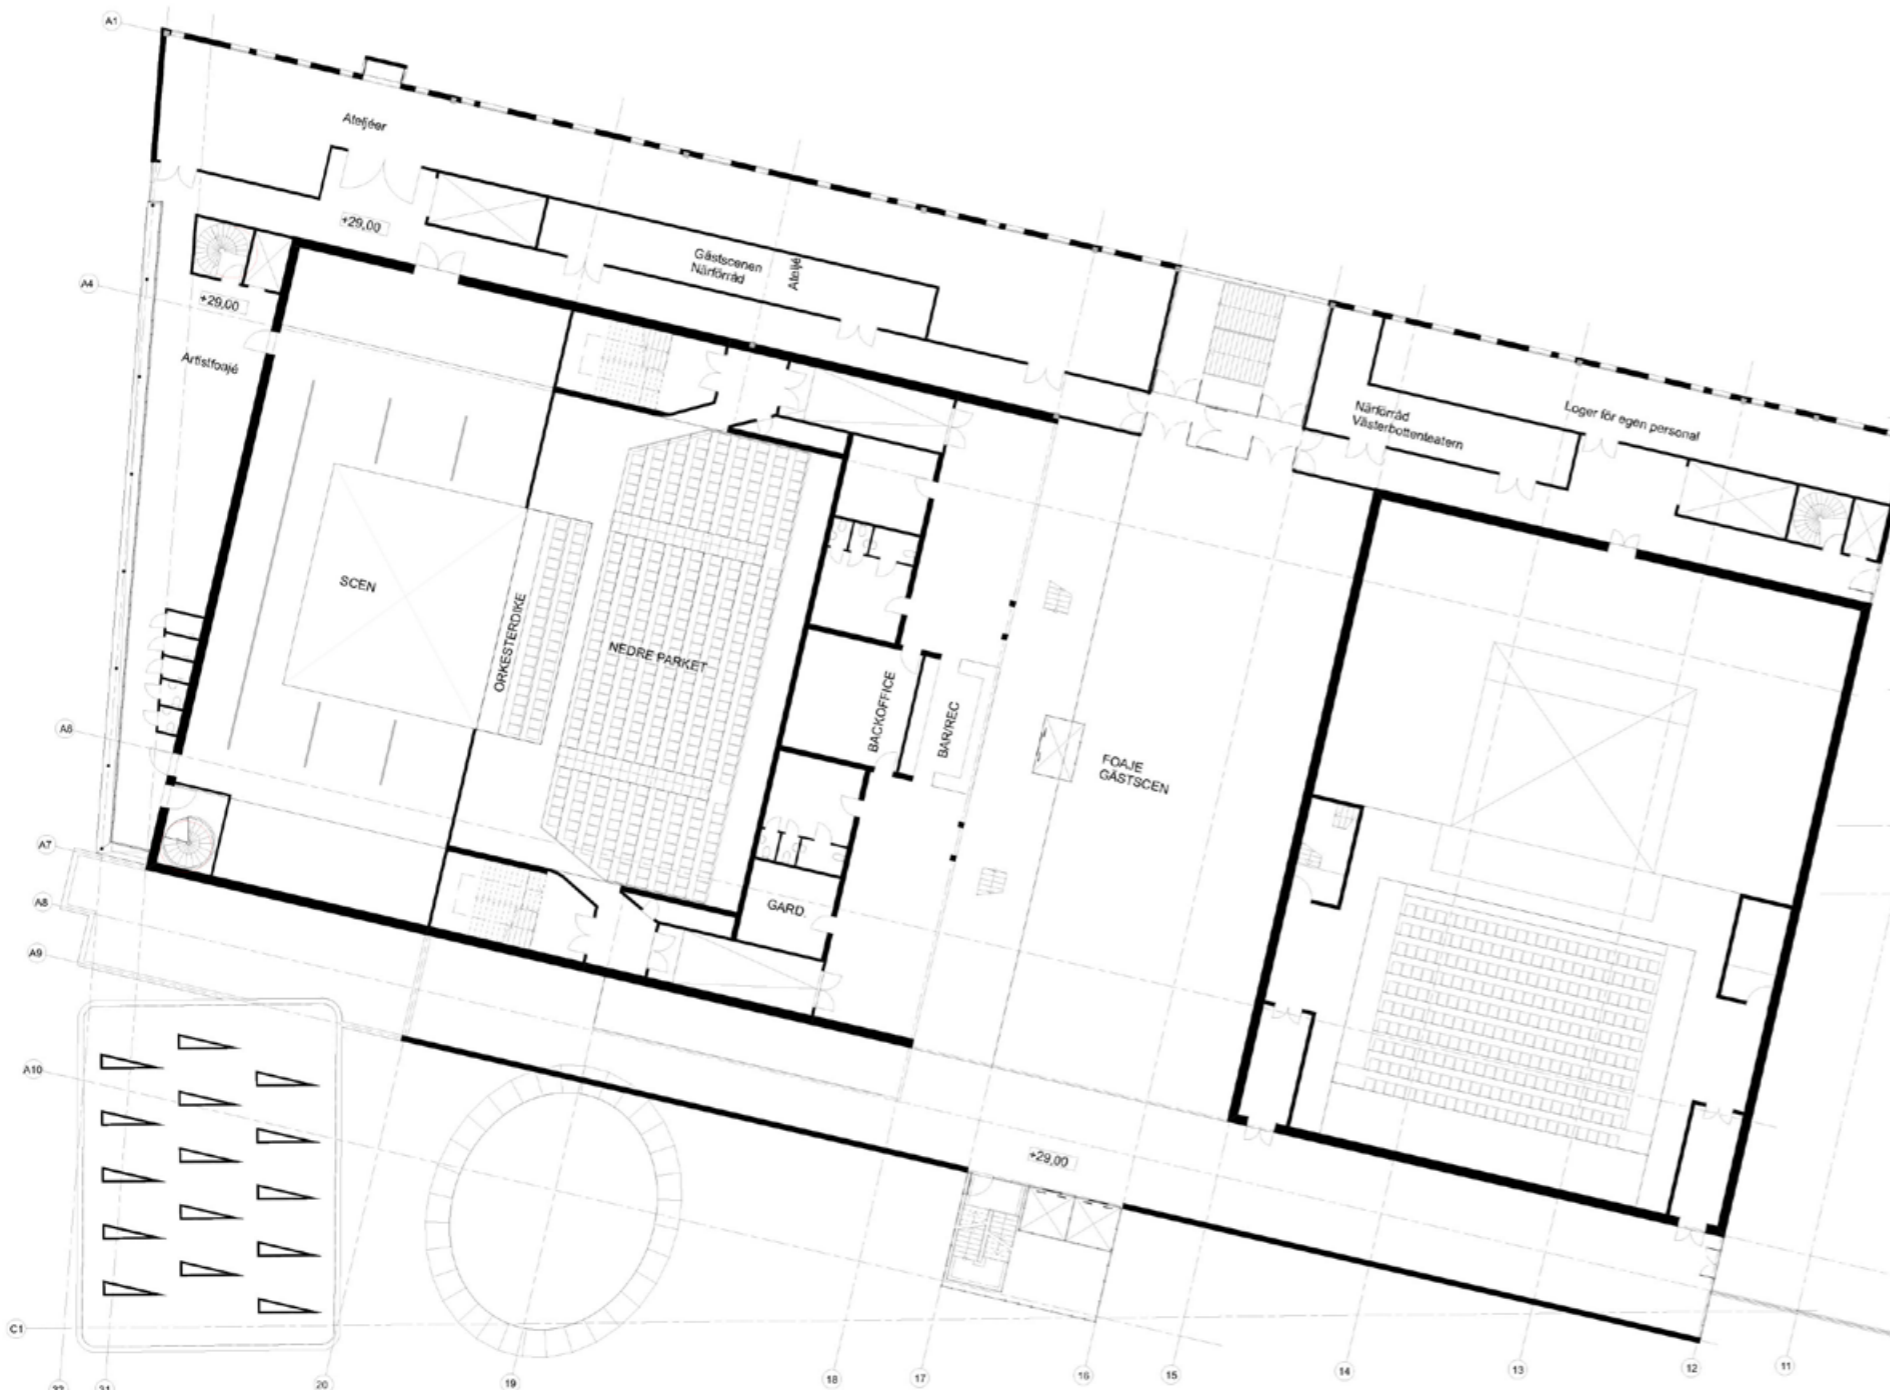 A1
Ateljéer
+29,00
Gästscenen
Närförråd
Ateljé
A4
+29,00
Artistfoajé
Närförråd
Västerbottenteatern
Loger för egen personal
SCEN
ORKESTERDIKE
NEDRE PARKET
BACKOFFICE
BAR/REC
FOAJE
GÄSTSCEN
A6
A7
A8
GARD.
A9
A10
+29,00
C1
22
21
20
19
18
17
16
15
14
13
12
11